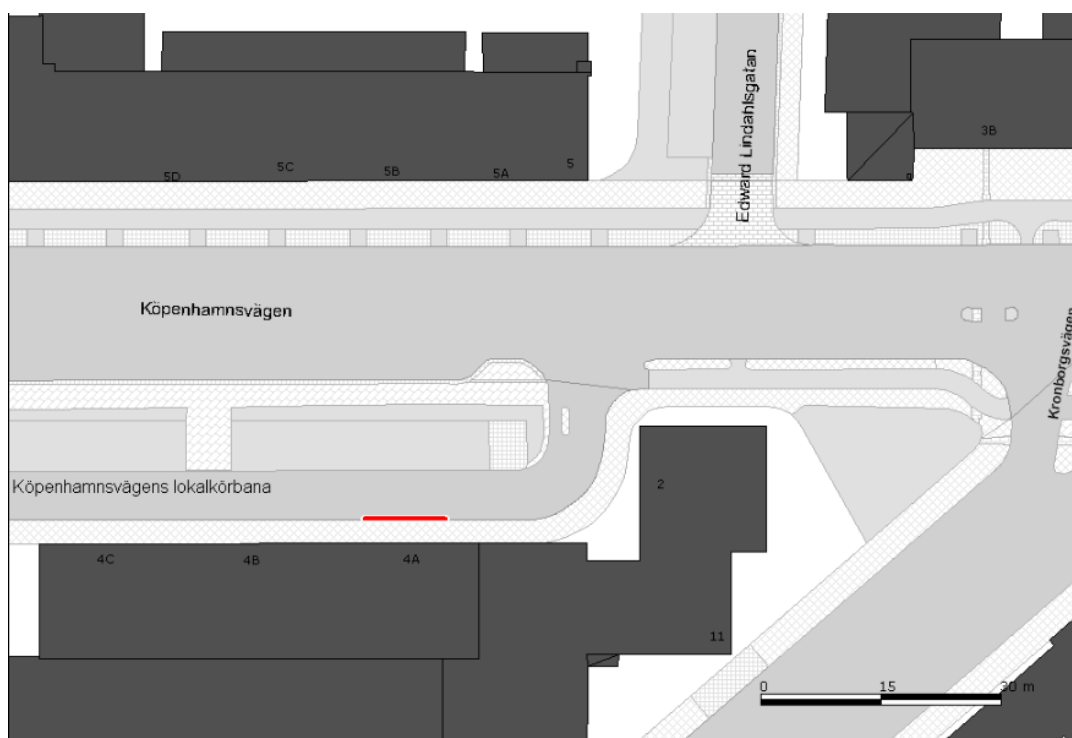 Edward Lindahlsgatan
3B
5D
5C
5B
5A
5
Köpenhamnsvägen
Kronborgsvägen
Köpenhamnsvägens lokalkörbana
2
4C
4B
4A
11
0
15
30 m